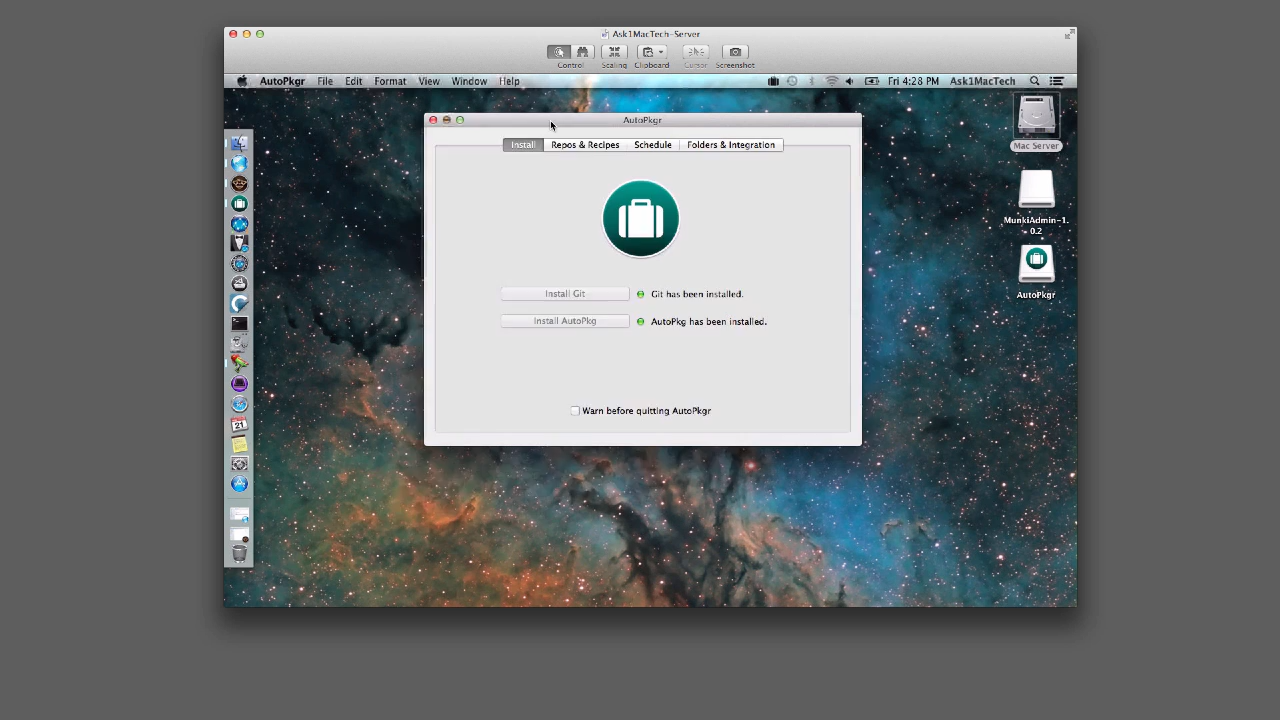 Ask1MacTech-Server
Control
Scaling
Clipboard
Cursor
Screenshot
AutoPkgr File Edit Format View Window Help
Fri 4:28 PM Ask1MacTech
AutoPkgr
Install Repos & Recipes Schedule Folders & Integration
Install Git
Git has been installed.
Install AutoPkg
AutoPkg has been installed.
Warn before quitting AutoPkgr
Mac Server
MunkiAdmin-1.
0.2
AutoPkgr
21